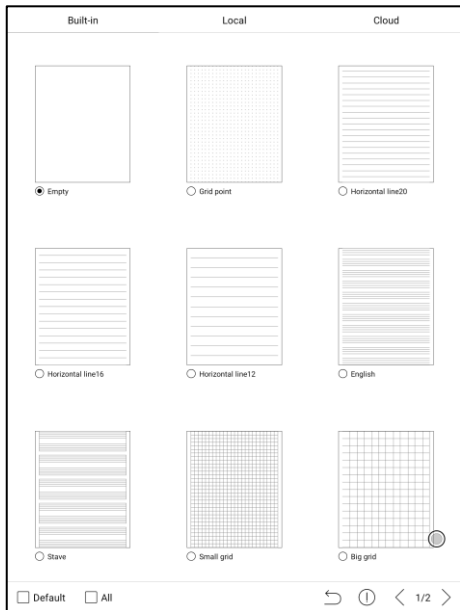 Built-in Local Cloud
Empty Grid point Horizontal line20
Horizontal line16 Horizontal line12 English
Stave Small grid Big grid
Default All 1/2